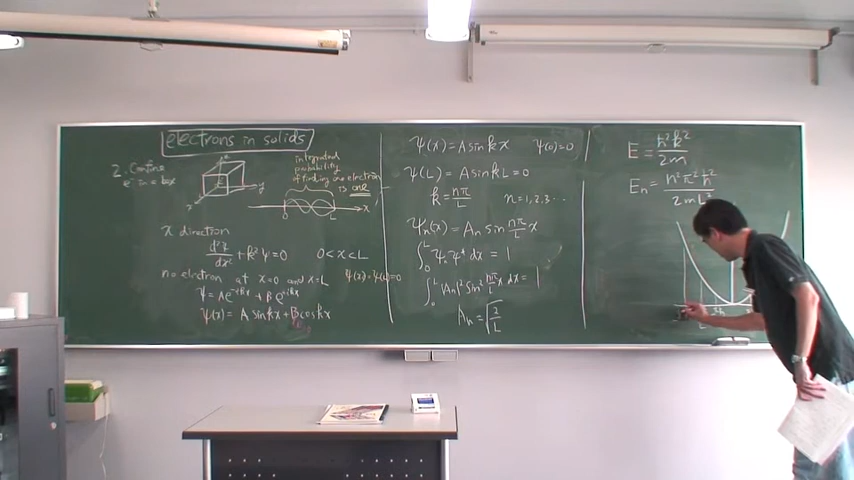 electrons in solids
2. Confine
e⁻ in a box
integrated
probability
of finding one electron
is one
z
y
x
0
L
x
x direction
d²ψ/dx² + k²ψ = 0    0 < x < L
no electron at x=0 and x=L    ψ(0) = ψ(L) = 0
ψ = Ae^{-ikx} + Be^{ikx}
ψ(x) = A sin kx + B cos kx
ψ(x) = A sin kx    ψ(0) = 0
ψ(L) = A sin kL = 0
k = nπ/L    n = 1, 2, 3 ...
ψₙ(x) = Aₙ sin nπ/L x
∫₀ᴸ ψₙ ψ* dx = 1
∫₀ᴸ |Aₙ|² sin² nπ/L x dx = 1
Aₙ = √(2/L)
E = ħ²k²/2m
Eₙ = n²π²ħ²/2mL²